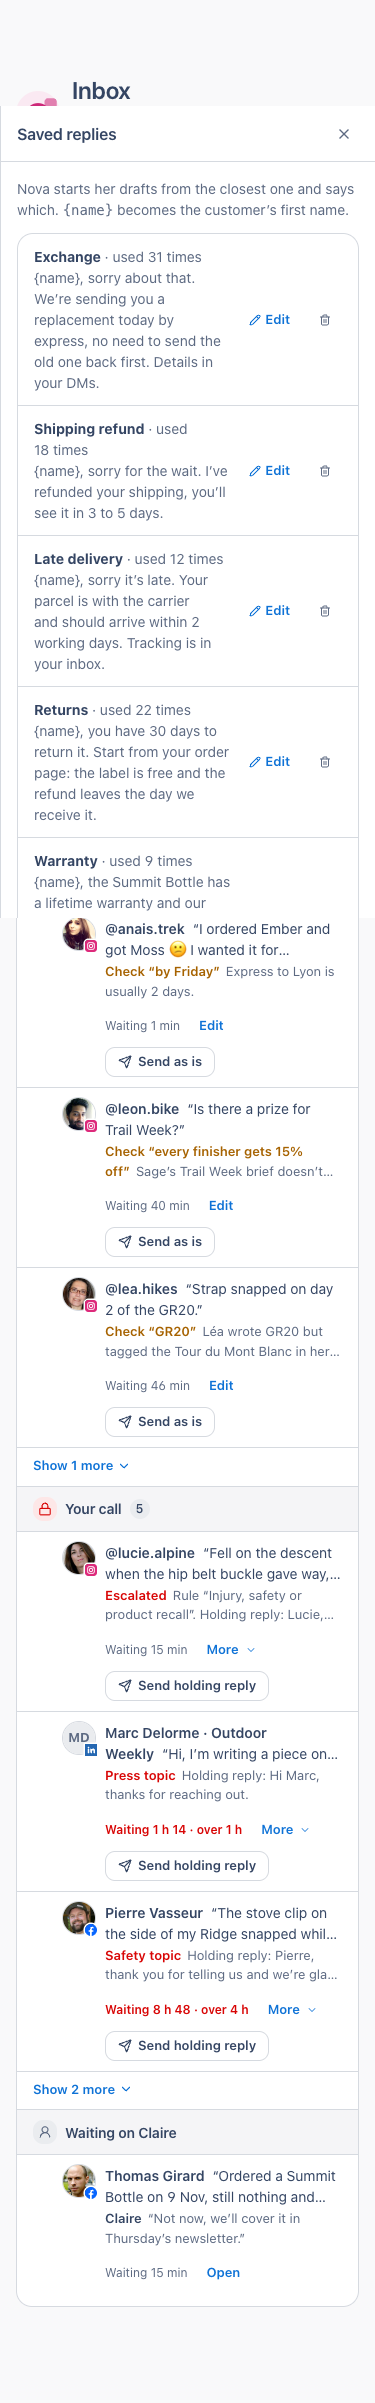 Inbox
Saved replies
Nova starts her drafts from the closest one and says
which. {name} becomes the customer’s first name.
Exchange · used 31 times
{name}, sorry about that.
We’re sending you a
replacement today by
express, no need to send the
old one back first. Details in
your DMs.
Edit
Shipping refund · used
18 times
{name}, sorry for the wait. I’ve
refunded your shipping, you’ll
see it in 3 to 5 days.
Edit
Late delivery · used 12 times
{name}, sorry it’s late. Your
parcel is with the carrier
and should arrive within 2
working days. Tracking is in
your inbox.
Edit
Returns · used 22 times
{name}, you have 30 days to
return it. Start from your order
page: the label is free and the
refund leaves the day we
receive it.
Edit
Warranty · used 9 times
{name}, the Summit Bottle has
a lifetime warranty and our
@anais.trek “I ordered Ember and
got Moss 😕 I wanted it for…
Check “by Friday” Express to Lyon is
usually 2 days.
Waiting 1 min Edit
Send as is
@leon.bike “Is there a prize for
Trail Week?”
Check “every finisher gets 15%
off” Sage’s Trail Week brief doesn’t…
Waiting 40 min Edit
Send as is
@lea.hikes “Strap snapped on day
2 of the GR20.”
Check “GR20” Léa wrote GR20 but
tagged the Tour du Mont Blanc in her…
Waiting 46 min Edit
Send as is
Show 1 more
Your call 5
@lucie.alpine “Fell on the descent
when the hip belt buckle gave way,…
Escalated Rule “Injury, safety or
product recall”. Holding reply: Lucie,…
Waiting 15 min More
Send holding reply
MD
Marc Delorme · Outdoor
Weekly “Hi, I’m writing a piece on…
Press topic Holding reply: Hi Marc,
thanks for reaching out.
Waiting 1 h 14 · over 1 h More
Send holding reply
Pierre Vasseur “The stove clip on
the side of my Ridge snapped whil…
Safety topic Holding reply: Pierre,
thank you for telling us and we’re gla…
Waiting 8 h 48 · over 4 h More
Send holding reply
Show 2 more
Waiting on Claire
Thomas Girard “Ordered a Summit
Bottle on 9 Nov, still nothing and…
Claire “Not now, we’ll cover it in
Thursday’s newsletter.”
Waiting 15 min Open